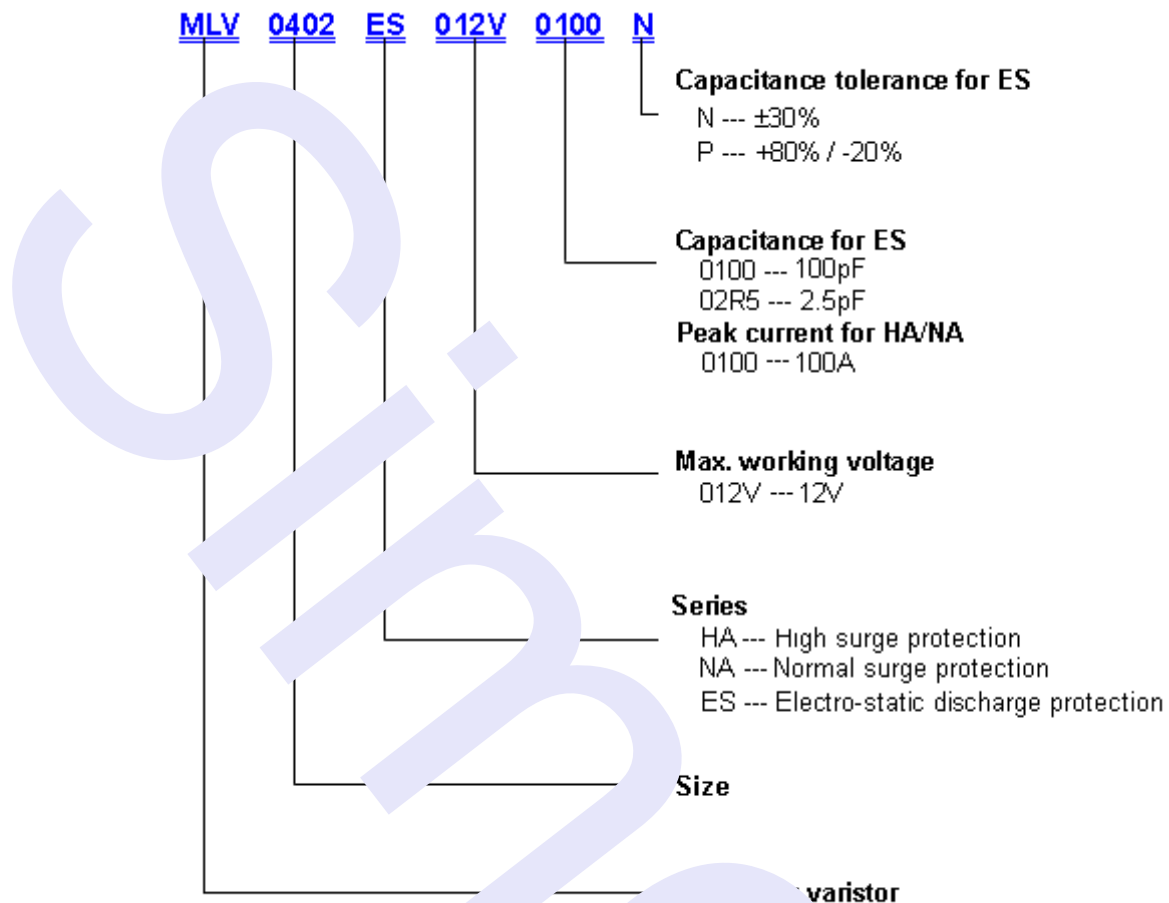 MLV 0402 ES 012V 0100 N
Capacitance tolerance for ES
N --- ±30%
P --- +80% / -20%
Capacitance for ES
0100 --- 100pF
02R5 --- 2.5pF
Peak current for HA/NA
0100 --- 100A
Max. working voltage
012V --- 12V
Series
HA --- High surge protection
NA --- Normal surge protection
ES --- Electro-static discharge protection
Size
varistor